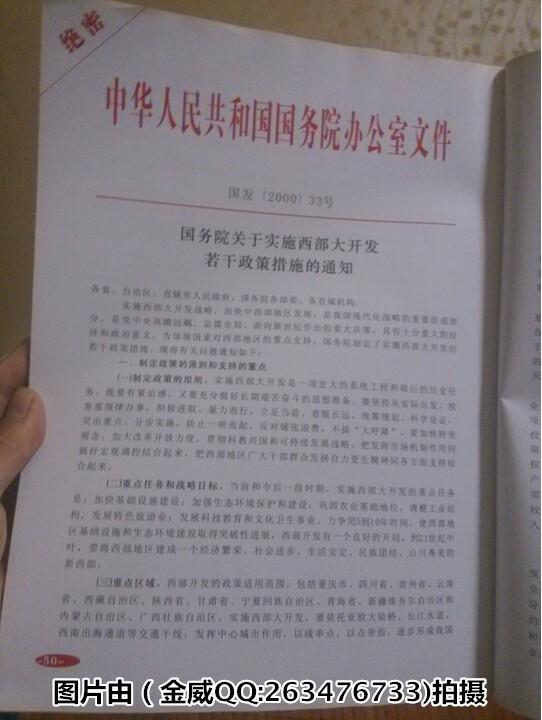 绝密
中华人民共和国国务院办公室文件
国发〔2000〕33号
国务院关于实施西部大开发
若干政策措施的通知
各省、自治区、直辖市人民政府，国务院各部委、各直属机构：
实施西部大开发战略，加快中西部地区发展，是我国现代化战略的重要组成部
分，是党中央高瞻远瞩、总揽全局、面向新世纪作出的重大决策，具有十分重大的经
济和政治意义。为体现国家对西部地区的重点支持，国务院制定了实施西部大开发的
若干政策措施。现将有关问题通知如下：
一、制定政策的原则和支持的重点
(一)制定政策的原则。实施西部大开发是一项宏大的系统工程和艰巨的历史任
务，既要有紧迫感，又要充分做好长期艰苦奋斗的思想准备。要坚持从实际出发，按
客观规律办事，积极进取、量力而行，立足当前、着眼长远，统筹规划、科学论证，
突出重点、分步实施，防止一哄而起，反对铺张浪费，不搞“大呼隆”。要加快转变
观念，加大改革开放力度，贯彻科教兴国和可持续发展战略，把发挥市场机制作用同
搞好宏观调控结合起来，把西部地区广大干部群众发扬自力更生精神同各方面支持结
合起来。
(二)重点任务和战略目标。当前和今后一段时期，实施西部大开发的重点任务
是：加快基础设施建设；加强生态环境保护和建设；巩固农业基础地位，调整工业结
构，发展特色旅游业；发展科技教育和文化卫生事业。力争用5到10年时间，使西部地
区基础设施和生态环境建设取得突破性进展，西部开发有一个良好的开局。到21世纪中
叶，要将西部地区建成一个经济繁荣、社会进步、生活安定、民族团结、山川秀美的
新西部。
(三)重点区域。西部开发的政策适用范围，包括重庆市、四川省、贵州省、云南
省、西藏自治区、陕西省、甘肃省、宁夏回族自治区、青海省、新疆维吾尔自治区和
内蒙古自治区、广西壮族自治区。实施西部大开发，要依托亚欧大陆桥、长江水道、
西南出海通道等交通干线，发挥中心城市作用，以线串点，以点带面，逐步形成我国
-50-
图片由（金威QQ:263476733)拍摄